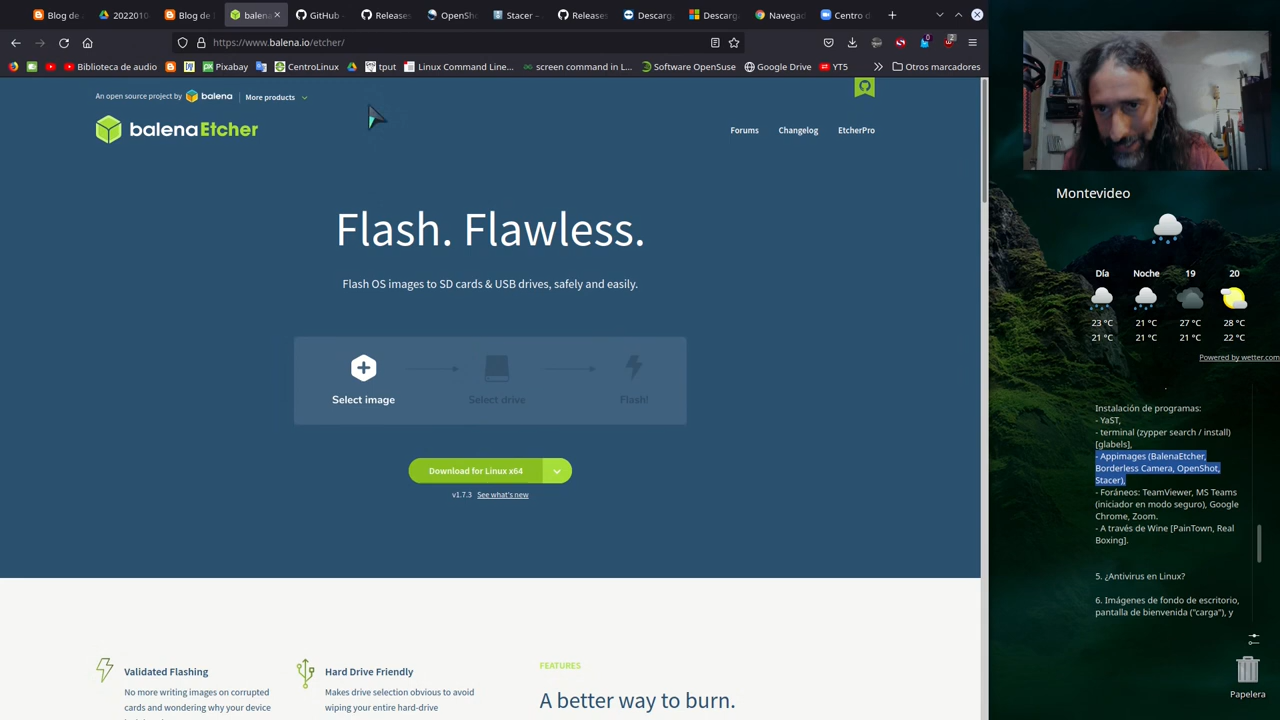 Blog de
20220104
Blog de I
balena
GitHub
Releases
OpenSh
Stacer –
Releases
Descarg
Descarg
Navegad
Centro d
https://www.balena.io/etcher/
Biblioteca de audio
Pixabay
CentroLinux
tput
Linux Command Line...
screen command in L...
Software OpenSuse
Google Drive
YT5
Otros marcadores
An open source project by balena
More products
balenaEtcher
Forums
Changelog
EtcherPro
Flash. Flawless.
Flash OS images to SD cards & USB drives, safely and easily.
Select image
Select drive
Flash!
Download for Linux x64
v1.7.3 See what's new
Validated Flashing
No more writing images on corrupted
cards and wondering why your device
Hard Drive Friendly
Makes drive selection obvious to avoid
wiping your entire hard-drive
FEATURES
A better way to burn.
Montevideo
Día Noche 19 20
23 °C 21 °C 27 °C 28 °C
21 °C 21 °C 21 °C 22 °C
Powered by wetter.com
Instalación de programas:
- YaST,
- terminal (zypper search / install)
[glabels],
- Appimages (BalenaEtcher,
Borderless Camera, OpenShot,
Stacer),
- Foráneos: TeamViewer, MS Teams
(iniciador en modo seguro), Google
Chrome, Zoom.
- A través de Wine [PainTown, Real
Boxing].
5. ¿Antivirus en Linux?
6. Imágenes de fondo de escritorio,
pantalla de bienvenida ("carga"), y
Papelera